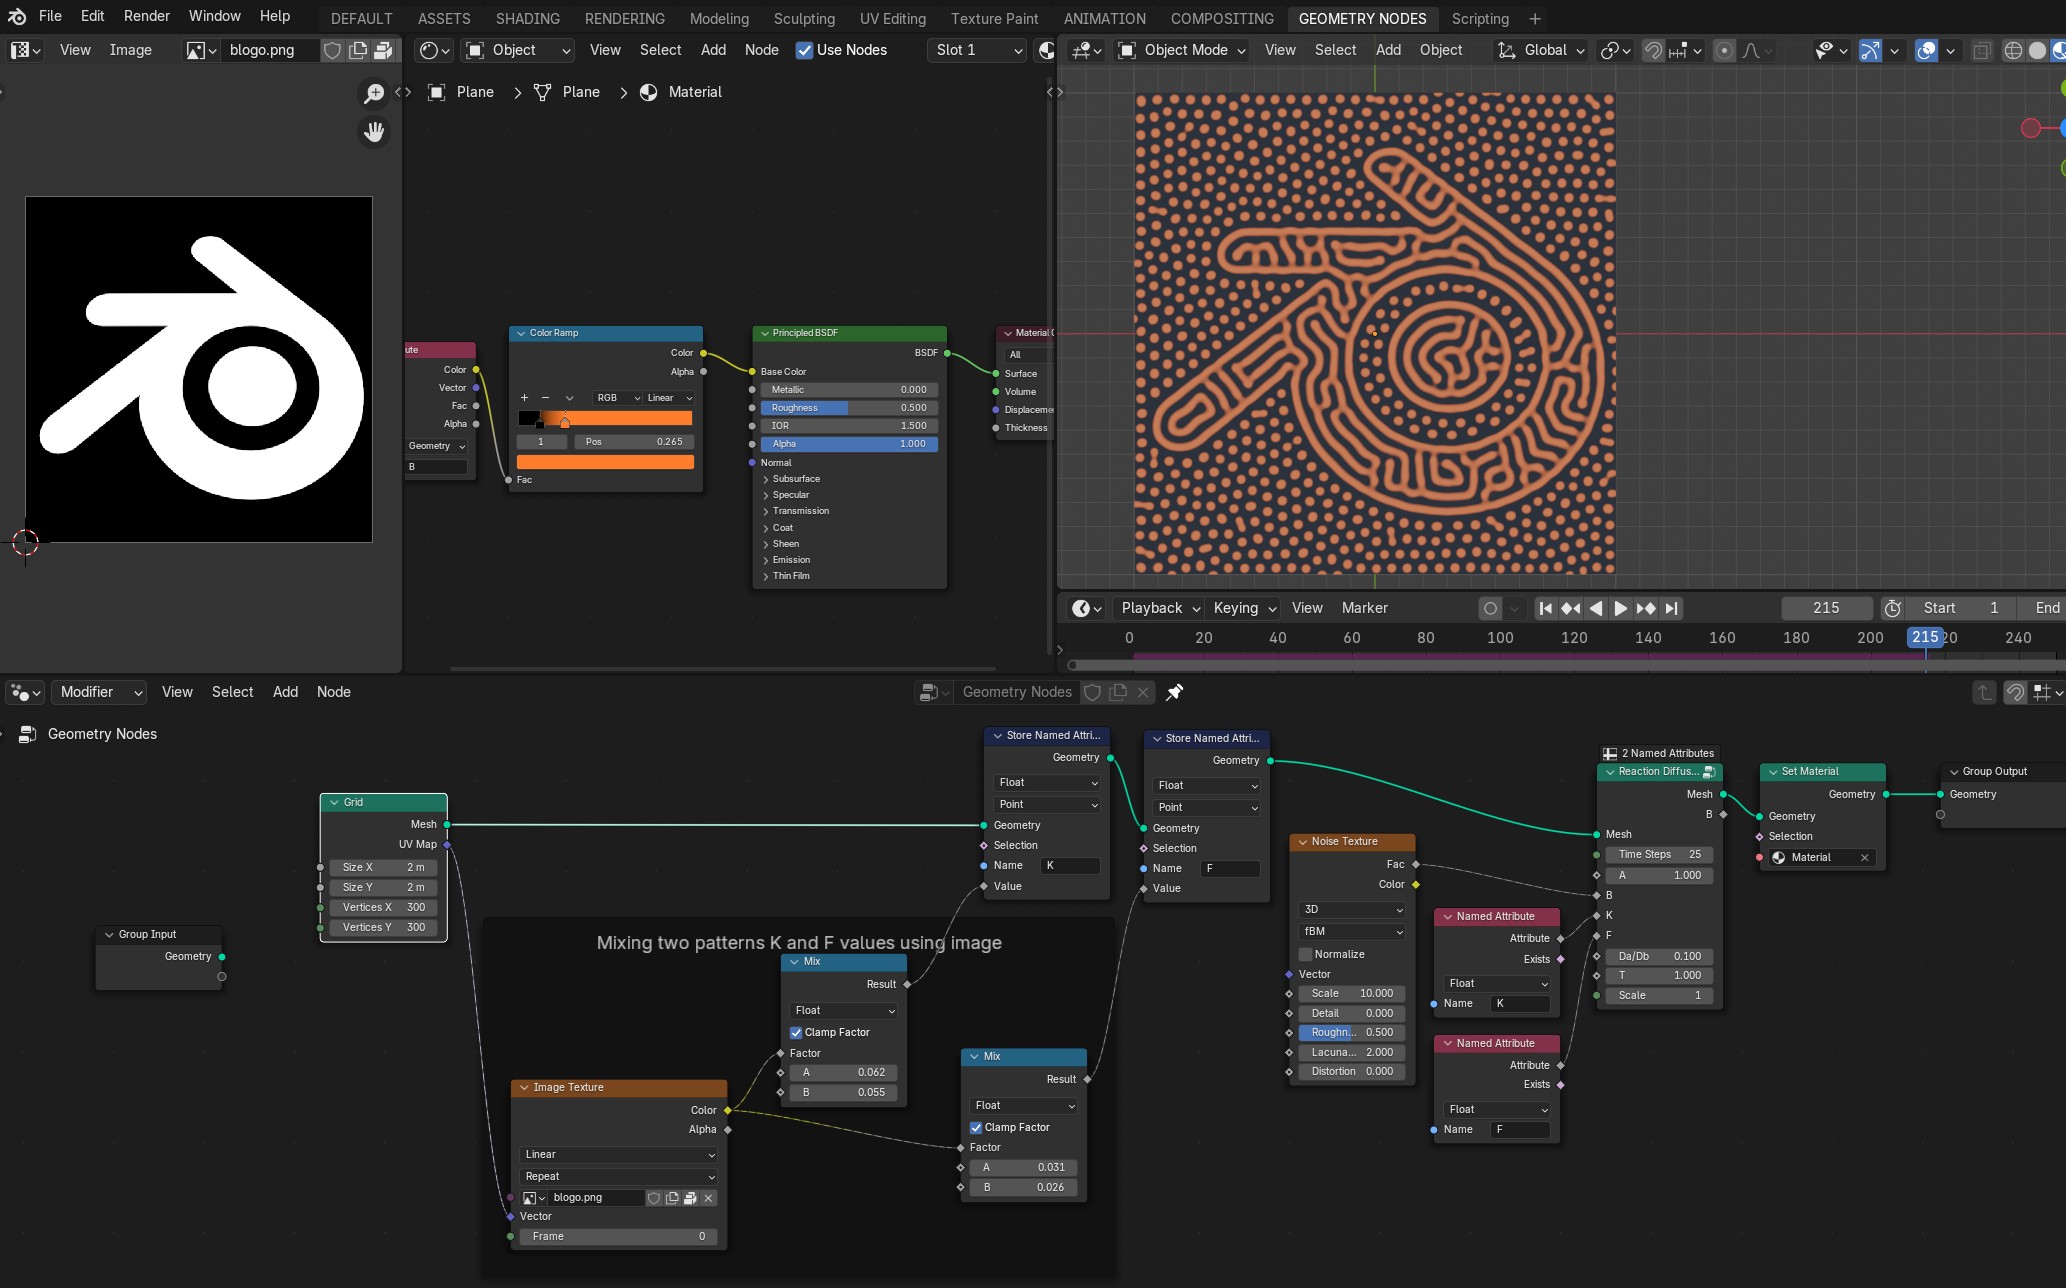 File Edit Render Window Help DEFAULT ASSETS SHADING RENDERING Modeling Sculpting UV Editing Texture Paint ANIMATION COMPOSITING GEOMETRY NODES Scripting +
View Image blogo.png
Object View Select Add Node Use Nodes Slot 1
Object Mode View Select Add Object Global
Plane > Plane > Material
ute
Color
Vector
Fac
Alpha
Geometry
B
Color Ramp
Color
Alpha
+ − RGB Linear
1 Pos 0.265
Fac
Principled BSDF
BSDF
Base Color
Metallic 0.000
Roughness 0.500
IOR 1.500
Alpha 1.000
Normal
Subsurface
Specular
Transmission
Coat
Sheen
Emission
Thin Film
Material
All
Surface
Volume
Displaceme
Thickness
Playback Keying View Marker 215 Start 1 End
0 20 40 60 80 100 120 140 160 180 200 215 20 240
Modifier View Select Add Node Geometry Nodes
Geometry Nodes
Group Input
Geometry
Grid
Mesh
UV Map
Size X 2 m
Size Y 2 m
Vertices X 300
Vertices Y 300
Mixing two patterns K and F values using image
Image Texture
Color
Alpha
Linear
Repeat
blogo.png
Vector
Frame 0
Mix
Result
Float
Clamp Factor
Factor
A 0.062
B 0.055
Mix
Result
Float
Clamp Factor
Factor
A 0.031
B 0.026
Store Named Attri...
Geometry
Float
Point
Geometry
Selection
Name K
Value
Store Named Attri...
Geometry
Float
Point
Geometry
Selection
Name F
Value
Noise Texture
Fac
Color
3D
fBM
Normalize
Vector
Scale 10.000
Detail 0.000
Roughn... 0.500
Lacuna... 2.000
Distortion 0.000
Named Attribute
Attribute
Exists
Float
Name K
Named Attribute
Attribute
Exists
Float
Name F
2 Named Attributes
Reaction Diffus...
Mesh
B
Mesh
Time Steps 25
A 1.000
B
K
F
Da/Db 0.100
T 1.000
Scale 1
Set Material
Geometry
Geometry
Selection
Material
Group Output
Geometry